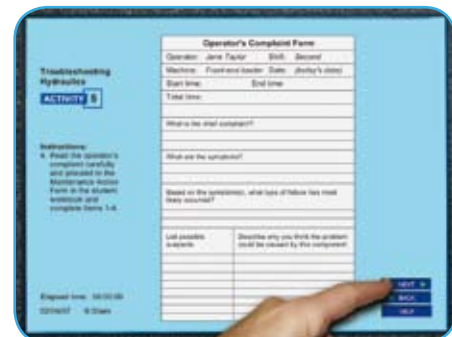 Troubleshooting
Hydraulics
ACTIVITY 5
Instructions:
Read the operator's
complaint carefully
and proceed to the
Maintenance Action
Form in the student
workbook and
complete items 1-4.
Elapsed time: 00:00:00
Operator's Complaint Form
Operator: Jane Taylor Shift: Second
Machine: Front-end loader Date: (today's date)
Start time: End time:
Total time:
What is the chief complaint?
What are the symptoms?
Based on the symptom(s), what type of failure has most
likely occurred?
List possible
suspects
Describe why you think the problem
could be caused by this component
NEXT
BACK
HELP